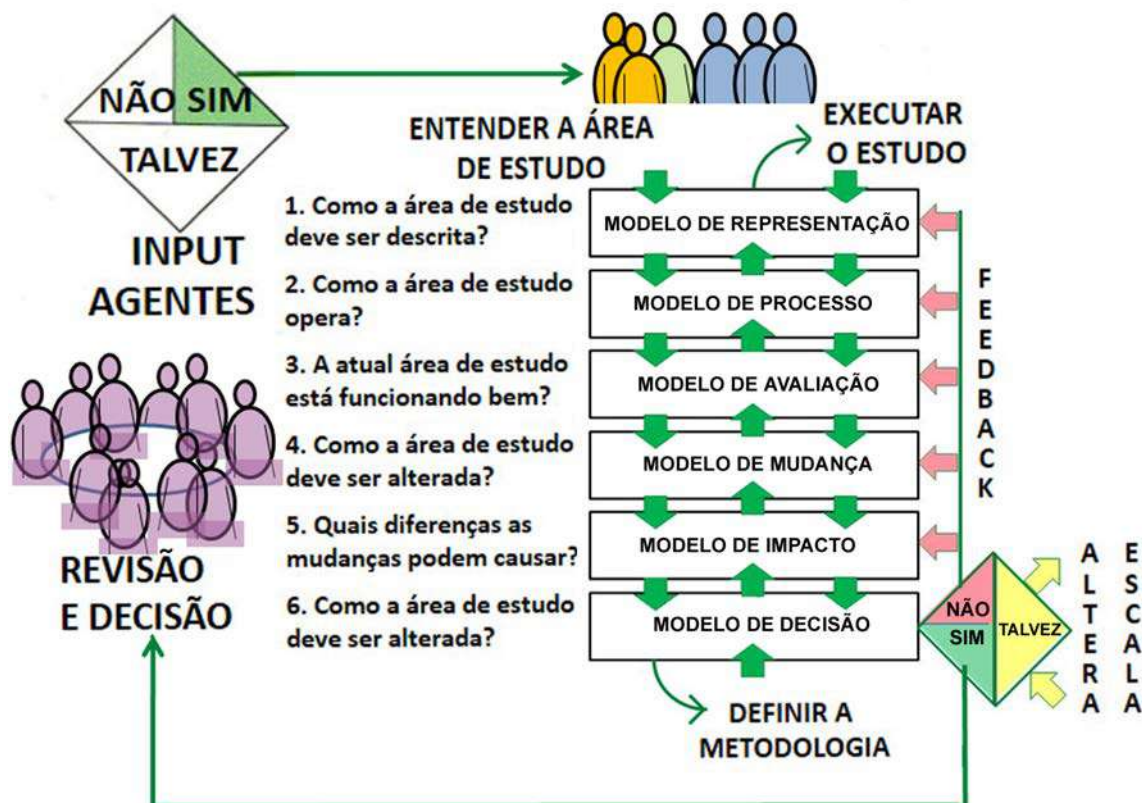 NÃO SIM
TALVEZ
INPUT
AGENTES
REVISÃO
E DECISÃO
ENTENDER A ÁREA
DE ESTUDO
EXECUTAR
O ESTUDO
1. Como a área de estudo
deve ser descrita?
2. Como a área de estudo
opera?
3. A atual área de estudo
está funcionando bem?
4. Como a área de estudo
deve ser alterada?
5. Quais diferenças as
mudanças podem causar?
6. Como a área de estudo
deve ser alterada?
MODELO DE REPRESENTAÇÃO
MODELO DE PROCESSO
MODELO DE AVALIAÇÃO
MODELO DE MUDANÇA
MODELO DE IMPACTO
MODELO DE DECISÃO
DEFINIR A
METODOLOGIA
FEEDBACK
NÃO
SIM
TALVEZ
ALTERA
ESCALA